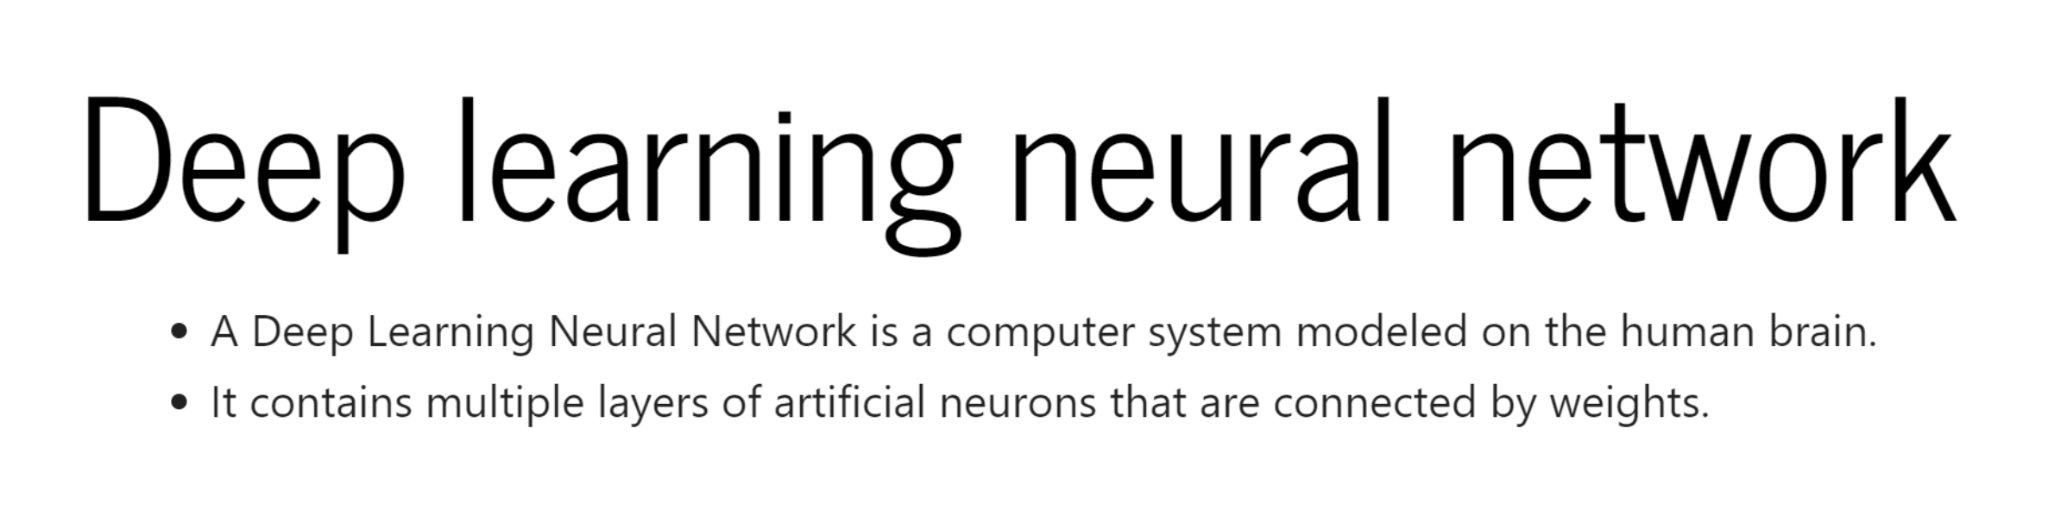 Deep learning neural network
• A Deep Learning Neural Network is a computer system modeled on the human brain.
• It contains multiple layers of artificial neurons that are connected by weights.